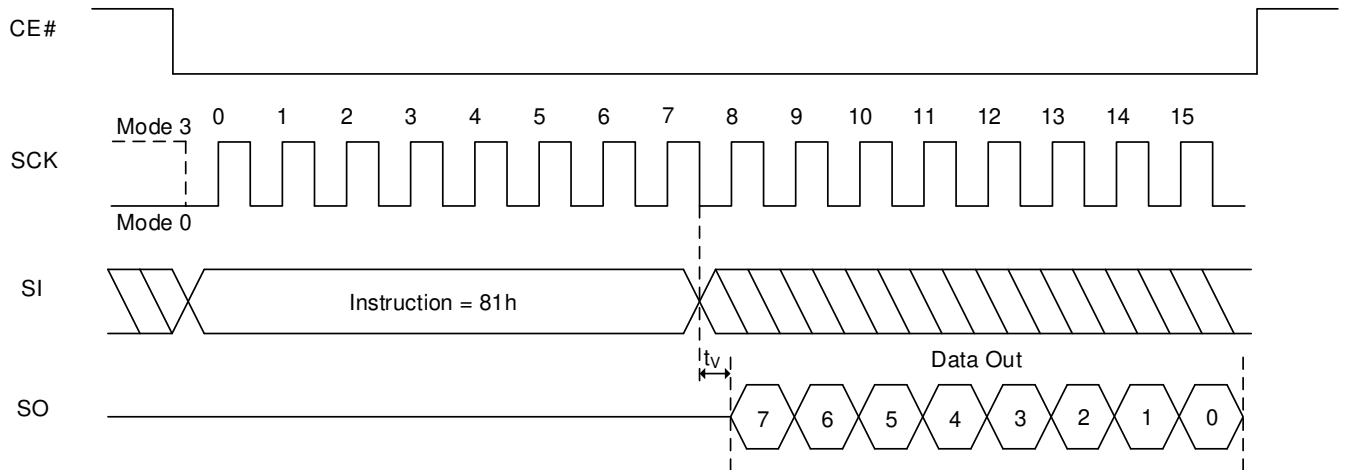 CE#
Mode 3 0 1 2 3 4 5 6 7 8 9 10 11 12 13 14 15
SCK
Mode 0
SI Instruction = 81h
tV Data Out
SO 7 6 5 4 3 2 1 0